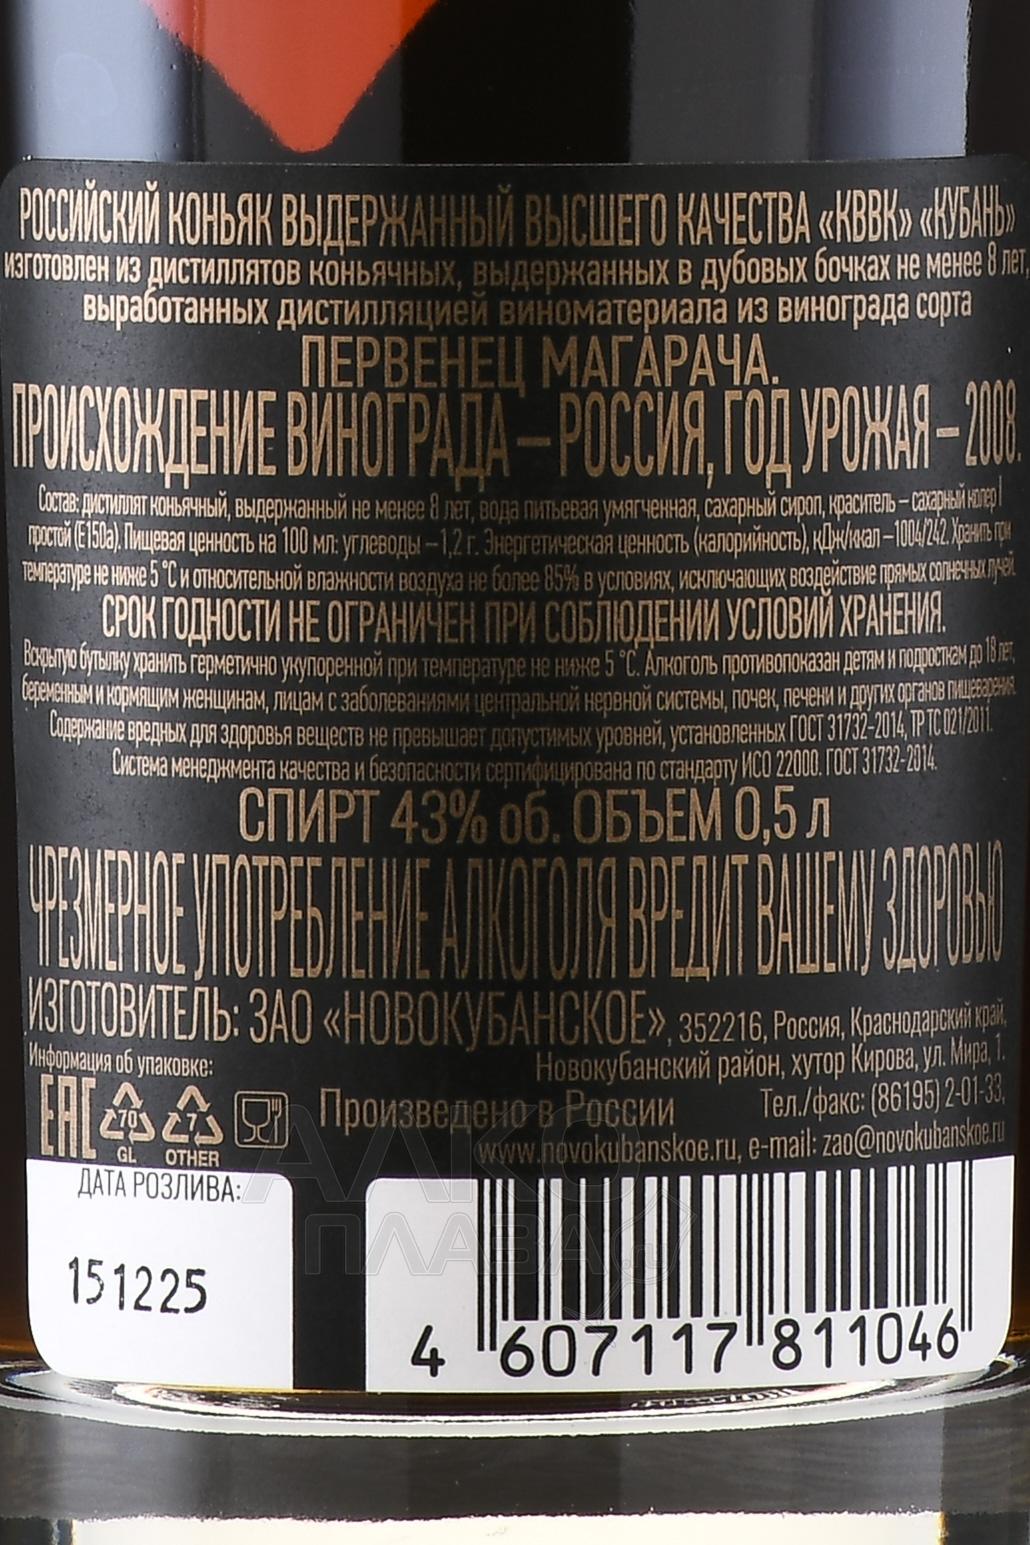 РОССИЙСКИЙ КОНЬЯК ВЫДЕРЖАННЫЙ ВЫСШЕГО КАЧЕСТВА «КВВК» «КУБАНЬ»
изготовлен из дистиллятов коньячных, выдержанных в дубовых бочках не менее 8 лет,
выработанных дистилляцией виноматериала из винограда сорта
ПЕРВЕНЕЦ МАГАРАЧА.
ПРОИСХОЖДЕНИЕ ВИНОГРАДА – РОССИЯ, ГОД УРОЖАЯ – 2008.
Состав: дистиллят коньячный, выдержанный не менее 8 лет, вода питьевая умягченная, сахарный сироп, краситель – сахарный колер I
простой (Е150а). Пищевая ценность на 100 мл: углеводы –1,2 г. Энергетическая ценность (калорийность), кДж/ккал –1004/242. Хранить при
температуре не ниже 5 °С и относительной влажности воздуха не более 85% в условиях, исключающих воздействие прямых солнечных лучей.
СРОК ГОДНОСТИ НЕ ОГРАНИЧЕН ПРИ СОБЛЮДЕНИИ УСЛОВИЙ ХРАНЕНИЯ.
Вскрытую бутылку хранить герметично укупоренной при температуре не ниже 5 °С. Алкоголь противопоказан детям и подросткам до 18 лет,
беременным и кормящим женщинам, лицам с заболеваниями центральной нервной системы, почек, печени и других органов пищеварения.
Содержание вредных для здоровья веществ не превышает допустимых уровней, установленных ГОСТ 31732-2014, ТР ТС 021/2011.
Система менеджмента качества и безопасности сертифицирована по стандарту ИСО 22000. ГОСТ 31732-2014.
СПИРТ 43% об. ОБЪЕМ 0,5 л
ЧРЕЗМЕРНОЕ УПОТРЕБЛЕНИЕ АЛКОГОЛЯ ВРЕДИТ ВАШЕМУ ЗДОРОВЬЮ
ИЗГОТОВИТЕЛЬ: ЗАО «НОВОКУБАНСКОЕ», 352216, Россия, Краснодарский край,
Новокубанский район, хутор Кирова, ул. Мира, 1.
Информация об упаковке:
Тел./факс: (86195) 2-01-33,
EAC 70 GL 7 OTHER Произведено в России
www.novokubanskoe.ru, e-mail: zao@novokubanskoe.ru
ДАТА РОЗЛИВА:
151225
4 607117 811046
АЛКО
ПЛАВА.ру